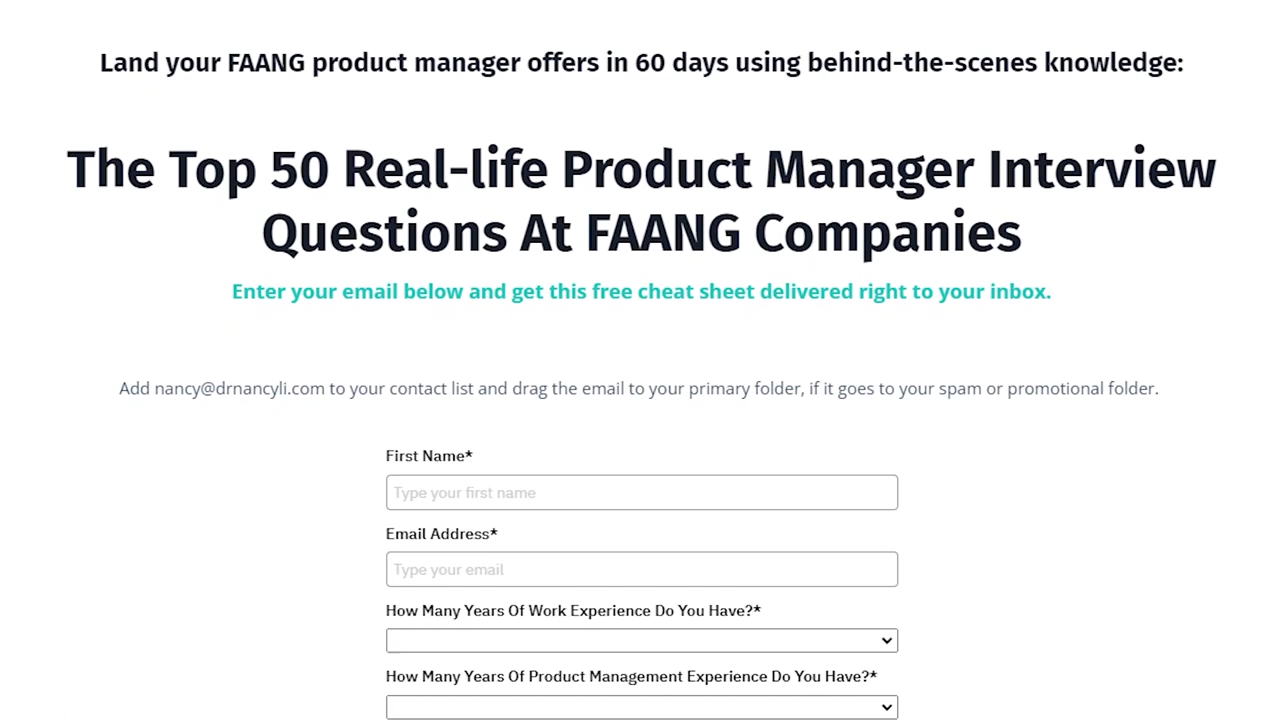 Land your FAANG product manager offers in 60 days using behind-the-scenes knowledge:
The Top 50 Real-life Product Manager Interview
Questions At FAANG Companies
Enter your email below and get this free cheat sheet delivered right to your inbox.
Add nancy@drnancyli.com to your contact list and drag the email to your primary folder, if it goes to your spam or promotional folder.
First Name*
Type your first name
Email Address*
Type your email
How Many Years Of Work Experience Do You Have?*
How Many Years Of Product Management Experience Do You Have?*